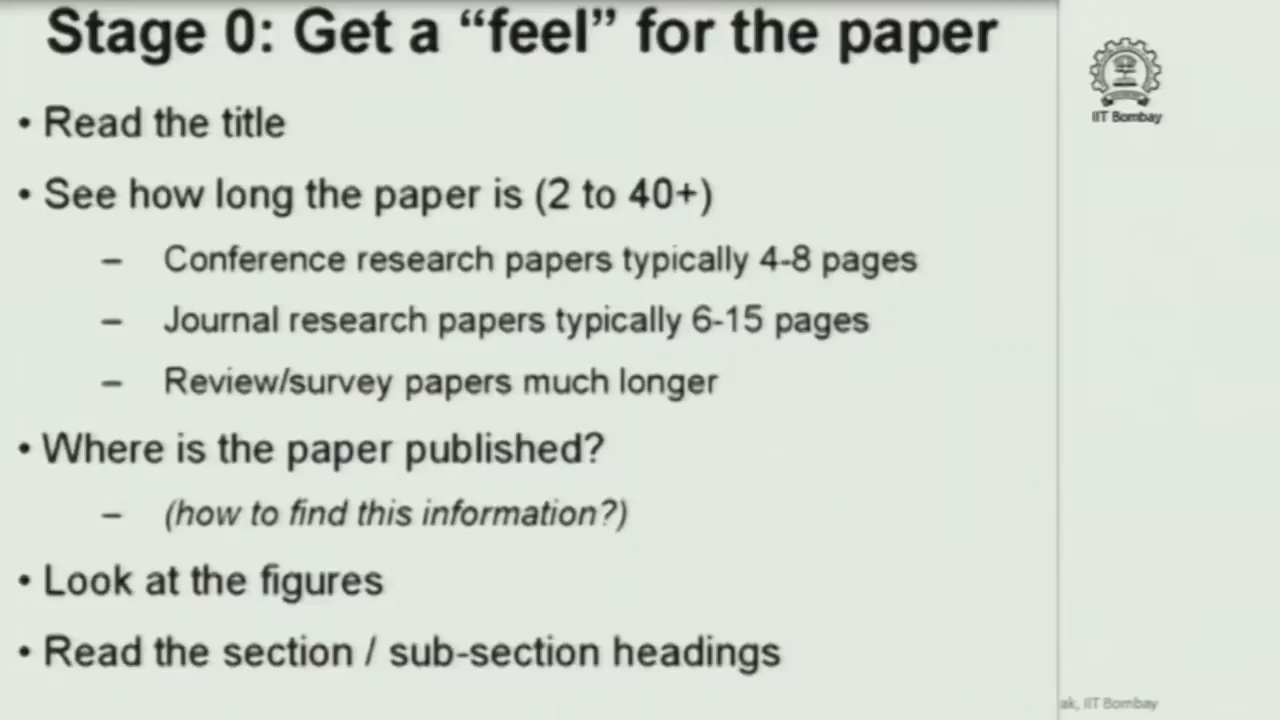 Stage 0: Get a “feel” for the paper
• Read the title
• See how long the paper is (2 to 40+)
– Conference research papers typically 4-8 pages
– Journal research papers typically 6-15 pages
– Review/survey papers much longer
• Where is the paper published?
– (how to find this information?)
• Look at the figures
• Read the section / sub-section headings
IIT Bombay
ak, IIT Bombay